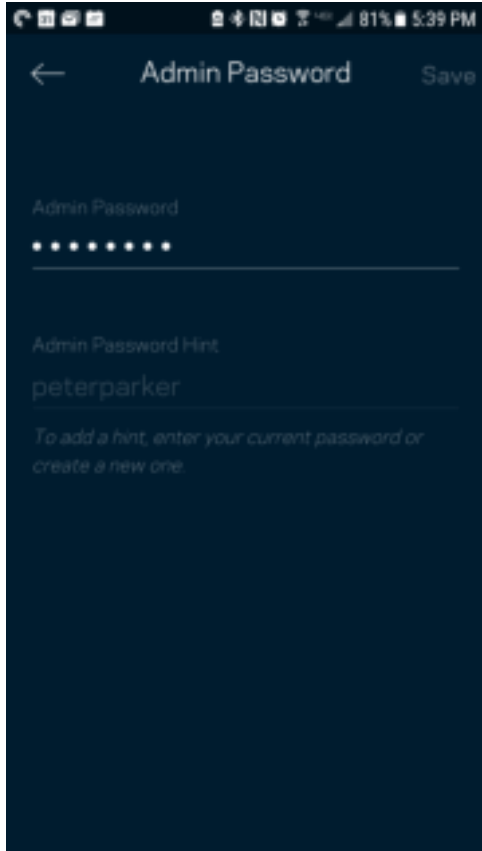 81% 5:39 PM
Admin Password Save
Admin Password
••••••••
Admin Password Hint
peterparker
To add a hint, enter your current password or
create a new one.